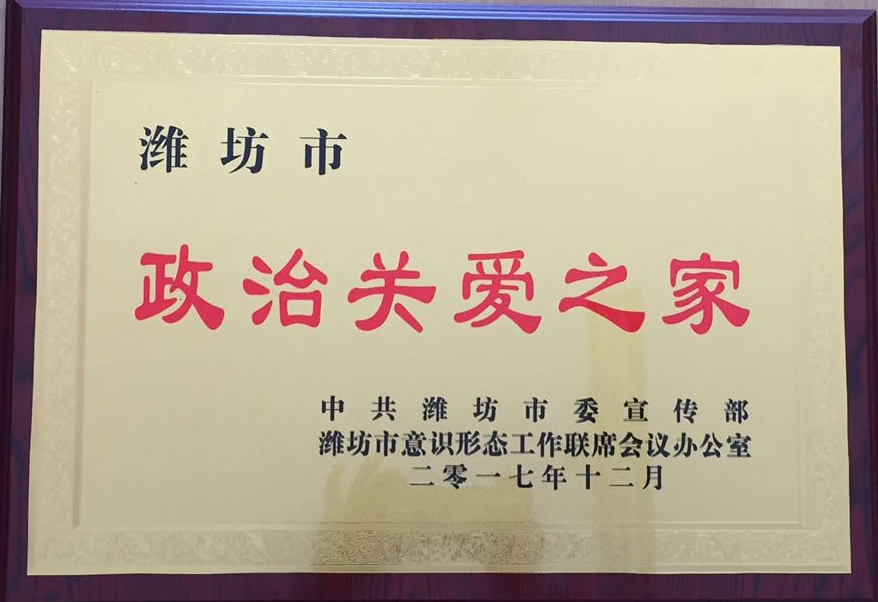 潍坊市
政治关爱之家
中共潍坊市委宣传部
潍坊市意识形态工作联席会议办公室
二零一七年十二月